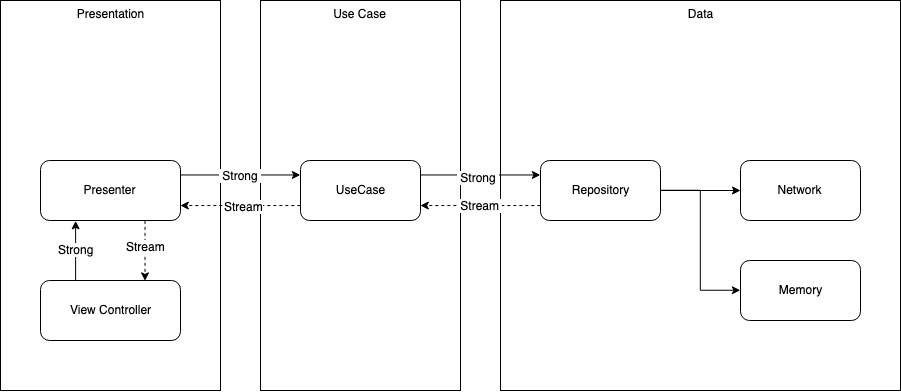 Presentation
Use Case
Data
Presenter
Strong
UseCase
Strong
Repository
Network
Stream
Stream
Strong
Stream
View Controller
Memory